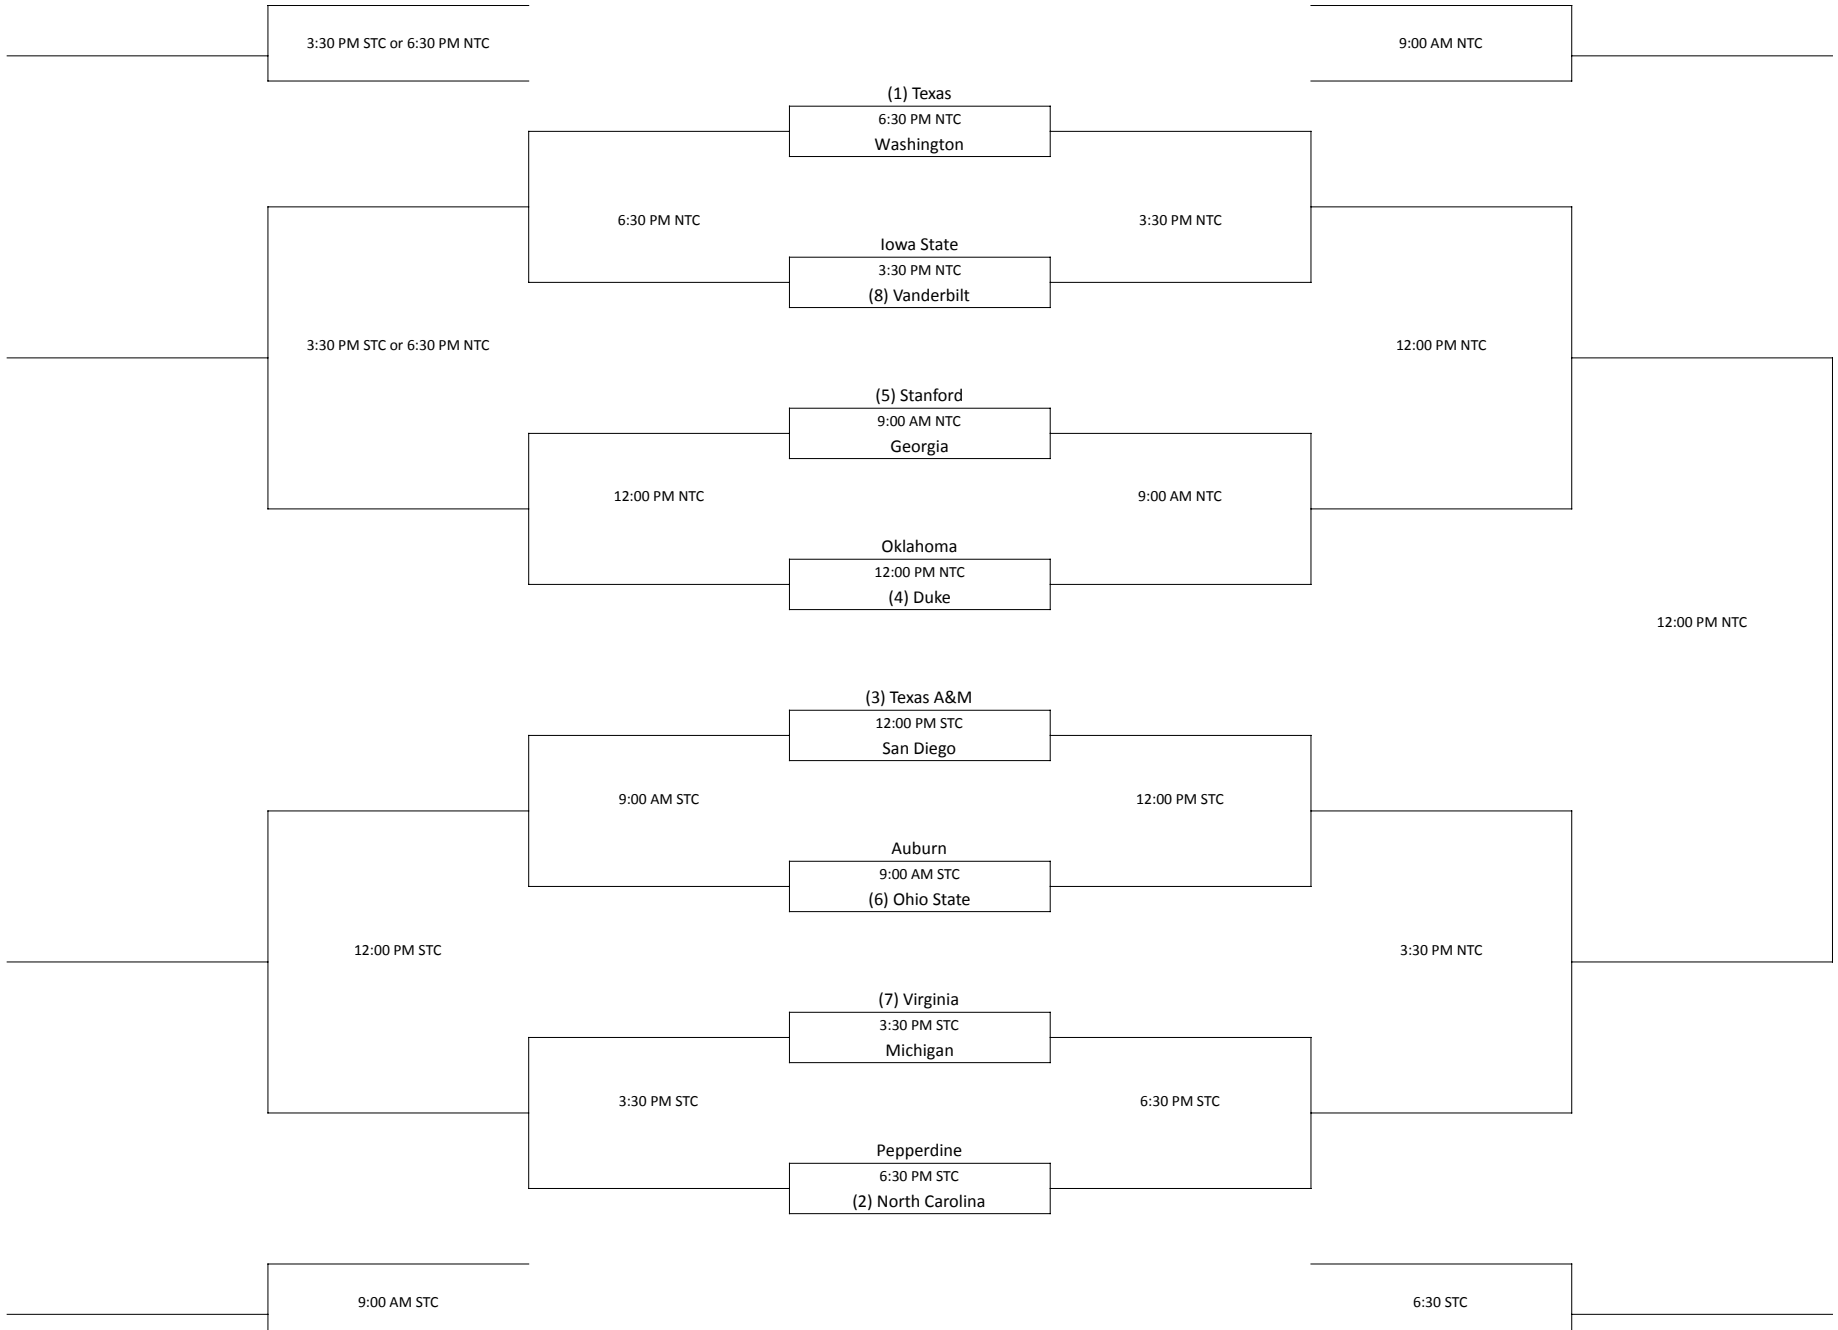 3:30 PM STC or 6:30 PM NTC
9:00 AM NTC
(1) Texas
6:30 PM NTC
Washington
6:30 PM NTC
3:30 PM NTC
Iowa State
3:30 PM NTC
(8) Vanderbilt
3:30 PM STC or 6:30 PM NTC
12:00 PM NTC
(5) Stanford
9:00 AM NTC
Georgia
12:00 PM NTC
9:00 AM NTC
Oklahoma
12:00 PM NTC
(4) Duke
12:00 PM NTC
(3) Texas A&M
12:00 PM STC
San Diego
9:00 AM STC
12:00 PM STC
Auburn
9:00 AM STC
(6) Ohio State
12:00 PM STC
3:30 PM NTC
(7) Virginia
3:30 PM STC
Michigan
3:30 PM STC
6:30 PM STC
Pepperdine
6:30 PM STC
(2) North Carolina
9:00 AM STC
6:30 STC